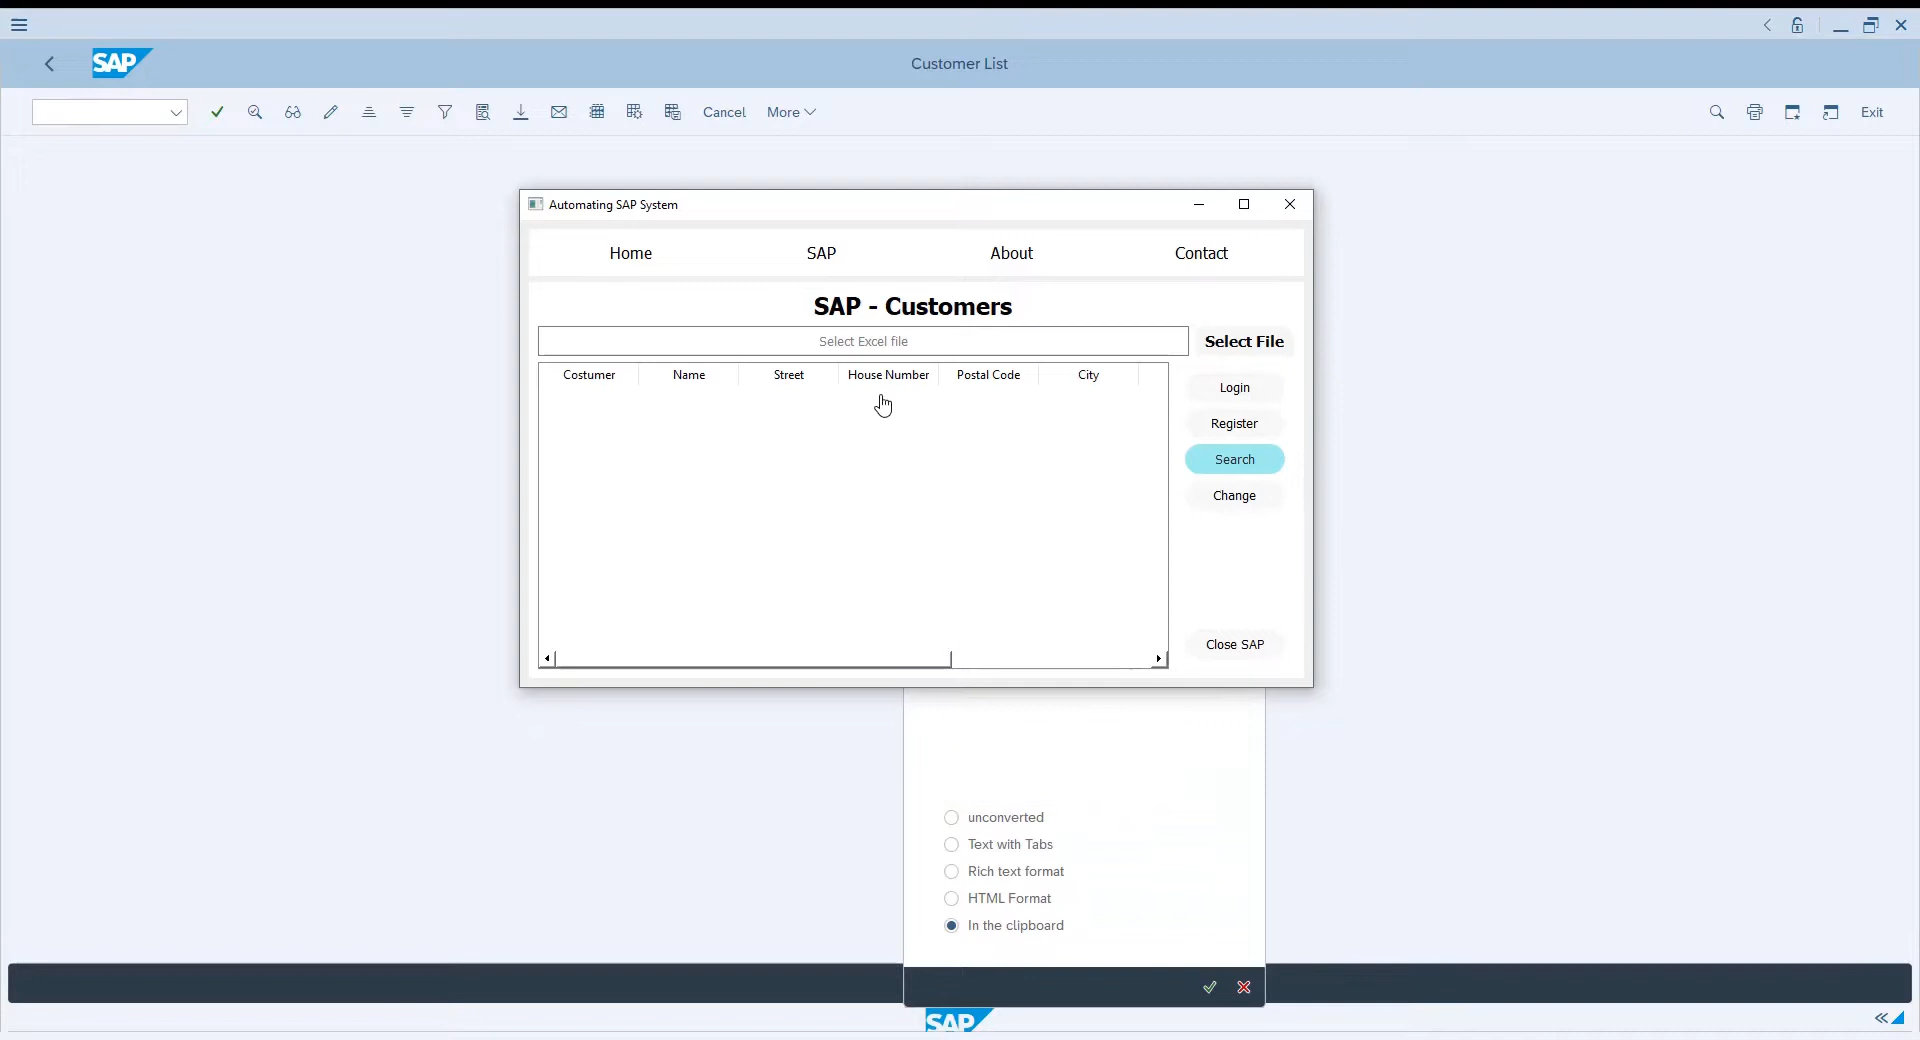 SAP
Customer List
Cancel
More
Exit
Automating SAP System
Home
SAP
About
Contact
SAP - Customers
Select Excel file
Select File
Costumer
Name
Street
House Number
Postal Code
City
Login
Register
Search
Change
Close SAP
unconverted
Text with Tabs
Rich text format
HTML Format
In the clipboard
SAP